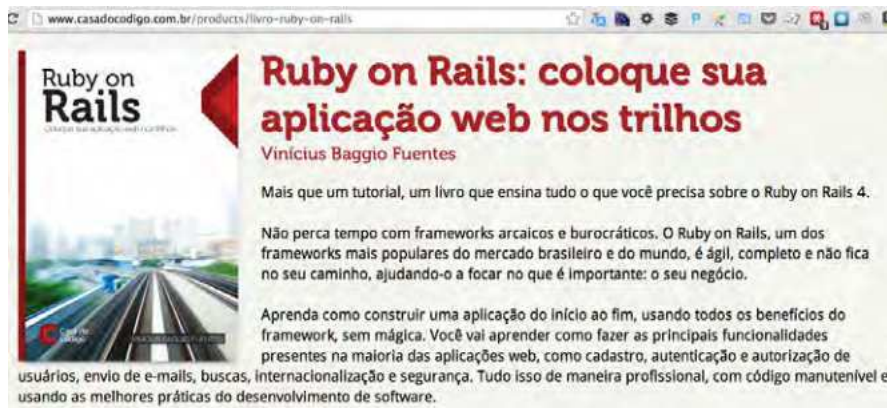 www.casadocodigo.com.br/products/livro-ruby-on-rails
Ruby on
Rails
Ruby on Rails: coloque sua
aplicação web nos trilhos
Vinícius Baggio Fuentes
Mais que um tutorial, um livro que ensina tudo o que você precisa sobre o Ruby on Rails 4.
Não perca tempo com frameworks arcaicos e burocráticos. O Ruby on Rails, um dos
frameworks mais populares do mercado brasileiro e do mundo, é ágil, completo e não fica
no seu caminho, ajudando-o a focar no que é importante: o seu negócio.
Aprenda como construir uma aplicação do início ao fim, usando todos os benefícios do
framework, sem mágica. Você vai aprender como fazer as principais funcionalidades
presentes na maioria das aplicações web, como cadastro, autenticação e autorização de
usuários, envio de e-mails, buscas, internacionalização e segurança. Tudo isso de maneira profissional, com código manutenível e
usando as melhores práticas do desenvolvimento de software.